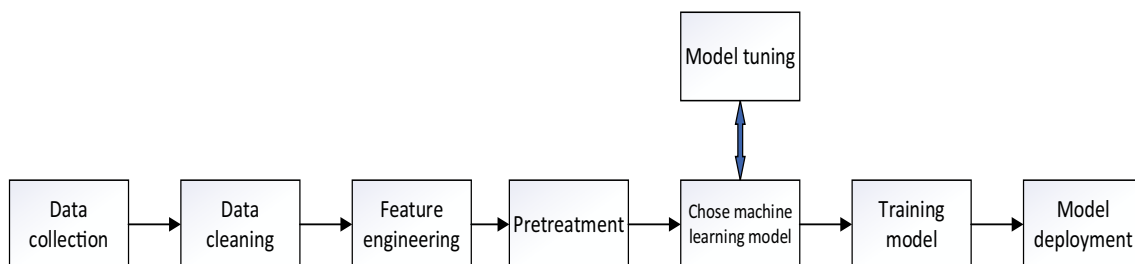 Model tuning
Data
collection
Data
cleaning
Feature
engineering
Pretreatment
Chose machine
learning model
Training
model
Model
deployment